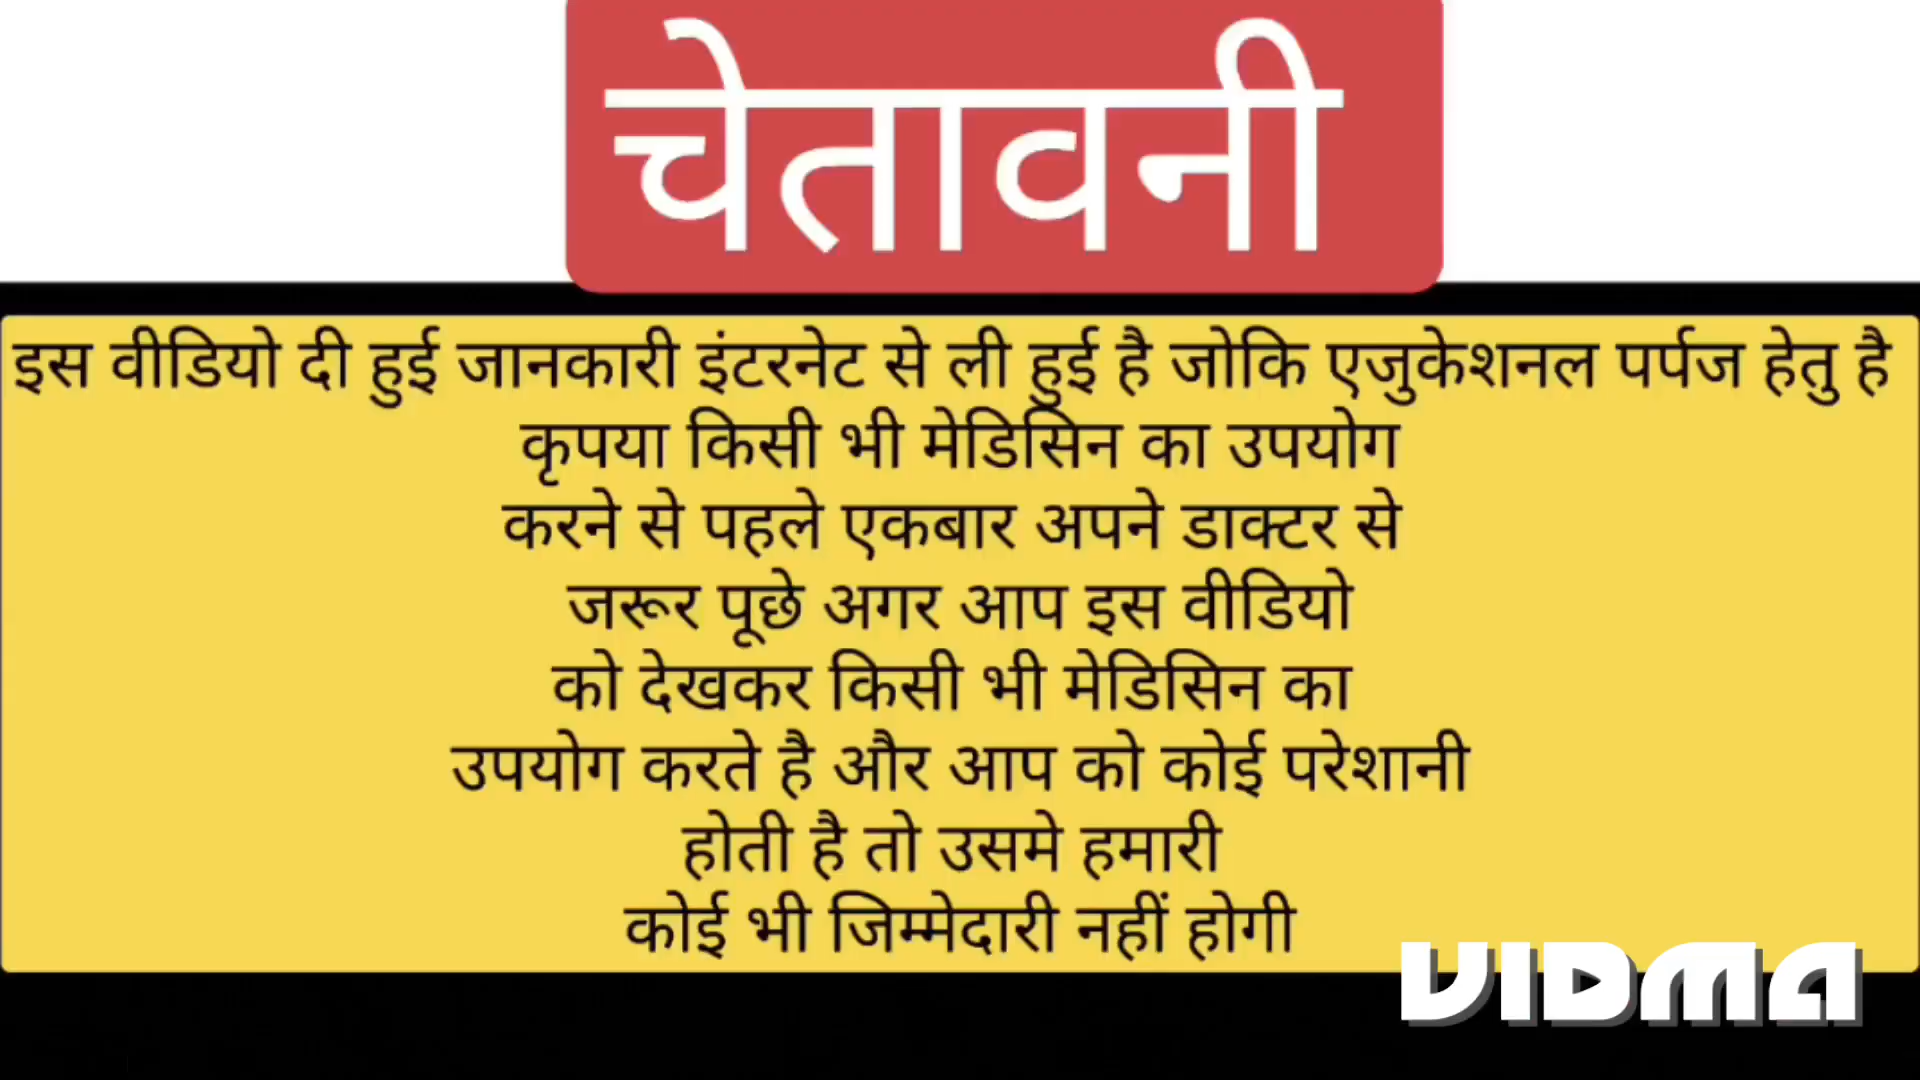 चेतावनी
इस वीडियो दी हुई जानकारी इंटरनेट से ली हुई है जोकि एजुकेशनल पर्पज हेतु है
कृपया किसी भी मेडिसिन का उपयोग
करने से पहले एकबार अपने डाक्टर से
जरूर पूछे अगर आप इस वीडियो
को देखकर किसी भी मेडिसिन का
उपयोग करते है और आप को कोई परेशानी
होती है तो उसमे हमारी
कोई भी जिम्मेदारी नहीं होगी
VIDMA